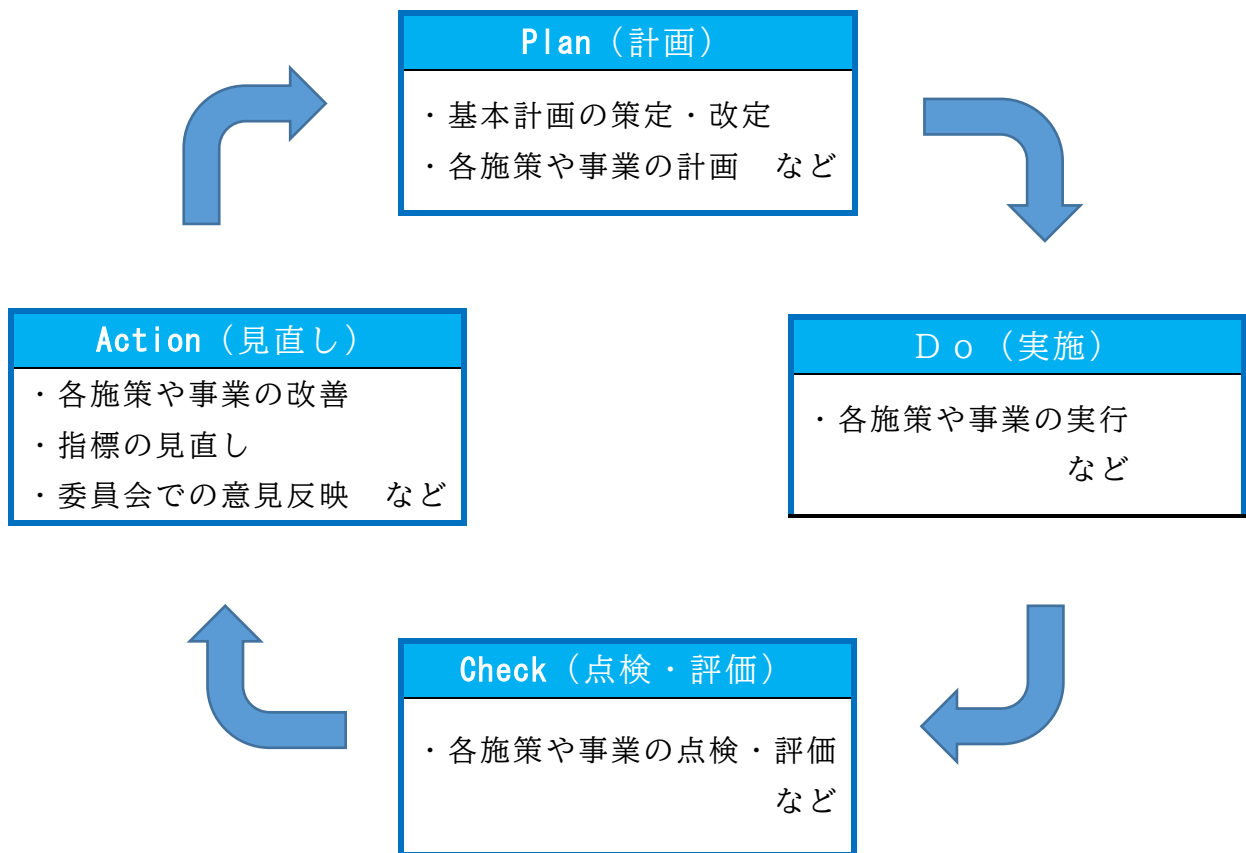 Plan（計画）
・基本計画の策定・改定
・各施策や事業の計画　など
Action（見直し）
・各施策や事業の改善
・指標の見直し
・委員会での意見反映　など
Ｄｏ（実施）
・各施策や事業の実行
など
Check（点検・評価）
・各施策や事業の点検・評価
など